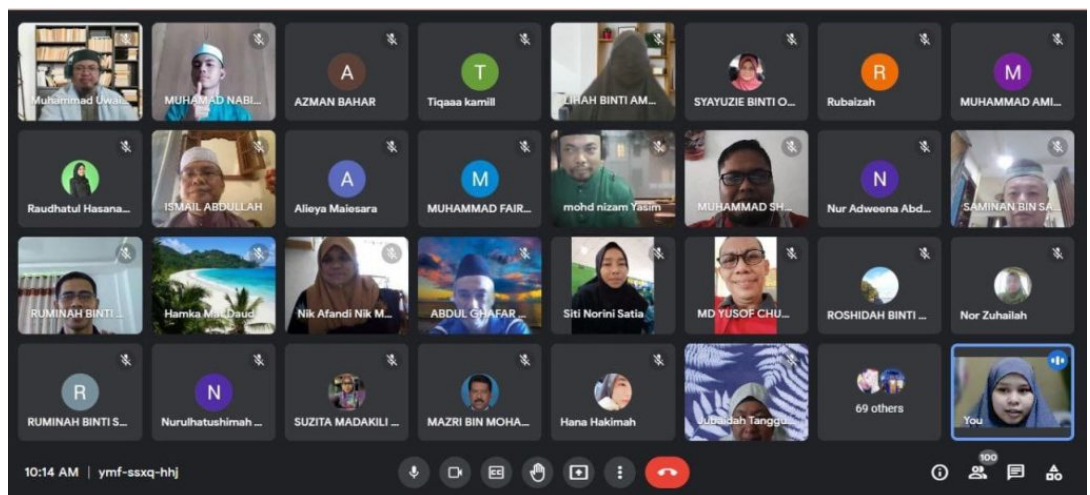 Muhammad Uwai...
MUHAMAD NABI...
A
AZMAN BAHAR
T
Tiqaaa kamill
LIHAH BINTI AM...
SYAYUZIE BINTI O...
R
Rubaizah
M
MUHAMMAD AMI...
Raudhatul Hasana...
ISMAIL ABDULLAH
A
Alieya Maiesara
M
MUHAMMAD FAIR...
mohd nizam Yasim
MUHAMMAD SH...
N
Nur Adweena Abd...
SAMINAN BIN SA...
RUMINAH BINTI ...
Hamka Mat Daud
Nik Afandi Nik M...
ABDUL GHAFAR ...
Siti Norini Satia
MD YUSOF CHU...
ROSHIDAH BINTI ...
Nor Zuhailah
R
RUMINAH BINTI S...
N
Nurulhatushimah ...
SUZITA MADAKILI ...
MAZRI BIN MOHA...
Hana Hakimah
Jubaidah Tanggu...
69 others
You
10:14 AM | ymf-ssxq-hhj
CC
100